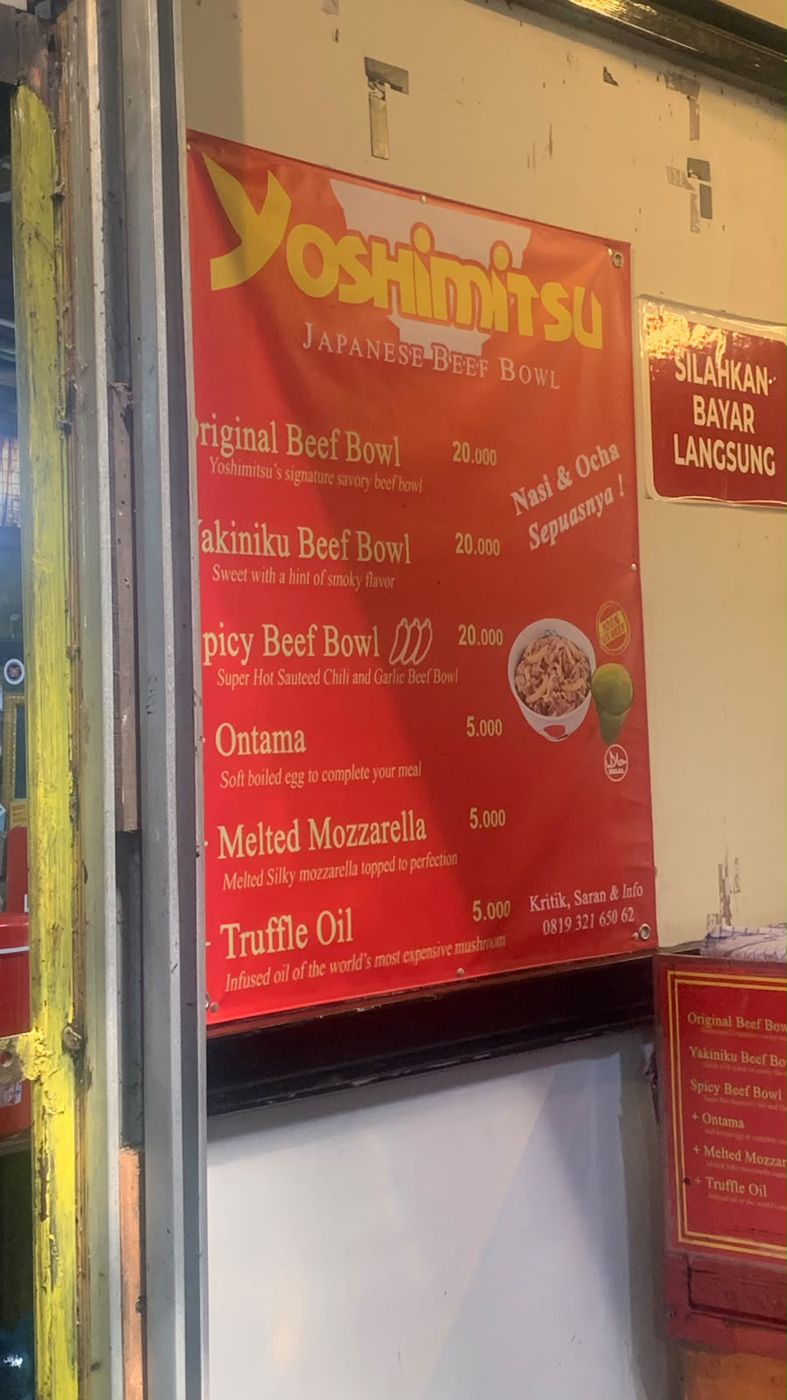 YOSHIMITSU
JAPANESE BEEF BOWL
Original Beef Bowl 20.000
Yoshimitsu's signature savory beef bowl
Nasi & Ocha
Sepuasnya !
Yakiniku Beef Bowl 20.000
Sweet with a hint of smoky flavor
picy Beef Bowl 20.000
Super Hot Sauteed Chili and Garlic Beef Bowl
Ontama 5.000
Soft boiled egg to complete your meal
Melted Mozzarella 5.000
Melted Silky mozzarella topped to perfection
Truffle Oil 5.000
Infused oil of the world's most expensive mushroom
HALAL
Kritik, Saran & Info
0819 321 650 62
SILAHKAN
BAYAR
LANGSUNG
Original Beef Bow
Yakiniku Beef Bo
Spicy Beef Bowl
+ Ontama
+ Melted Mozzar
+ Truffle Oil